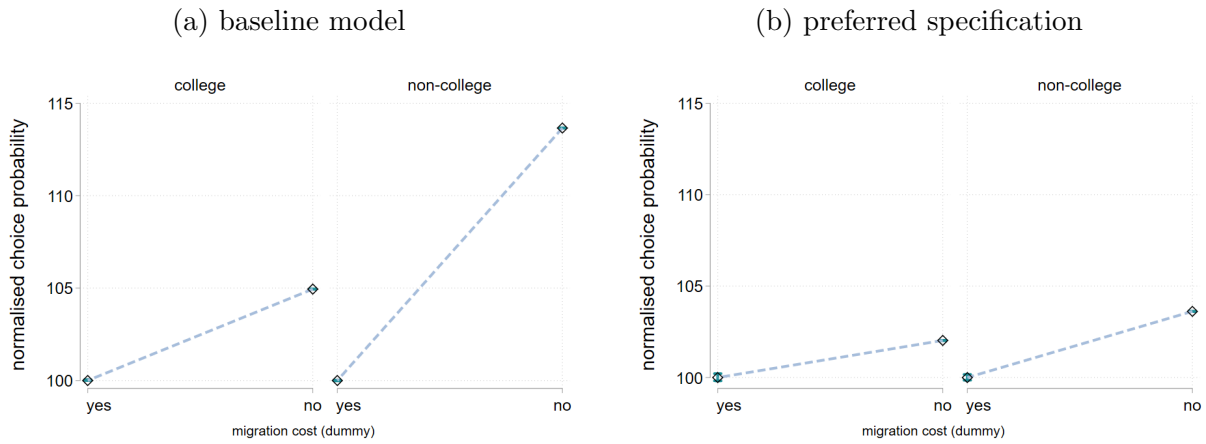 (a) baseline model
college
non-college
normalised choice probability
115
110
105
100
yes
no
yes
no
migration cost (dummy)
(b) preferred specification
college
non-college
normalised choice probability
115
110
105
100
yes
no
yes
no
migration cost (dummy)